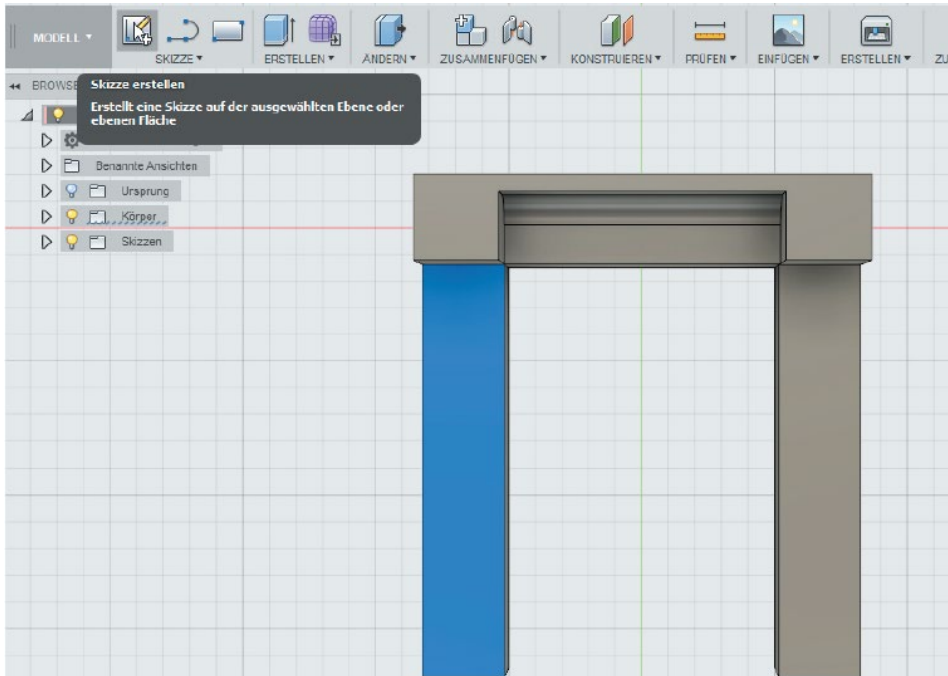 MODELL
SKIZZE
ERSTELLEN
ÄNDERN
ZUSAMMENFÜGEN
KONSTRUIEREN
PRÜFEN
EINFÜGEN
ERSTELLEN
ZU
BROWSE
Skizze erstellen
Erstellt eine Skizze auf der ausgewählten Ebene oder
ebenen Fläche
Benannte Ansichten
Ursprung
Körper
Skizzen